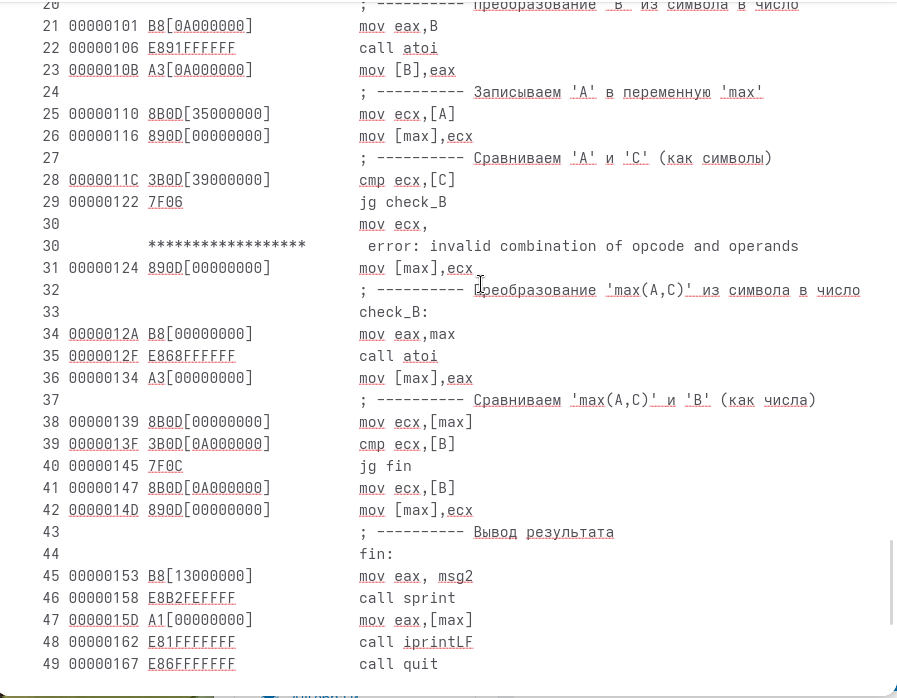 20 ; ---------- Преобразование 'B' из символа в число
21 00000101 B8[0A000000] mov eax,B
22 00000106 E891FFFFFF call atoi
23 0000010B A3[0A000000] mov [B],eax
24 ; ---------- Записываем 'A' в переменную 'max'
25 00000110 8B0D[35000000] mov ecx,[A]
26 00000116 890D[00000000] mov [max],ecx
27 ; ---------- Сравниваем 'A' и 'С' (как символы)
28 0000011C 3B0D[39000000] cmp ecx,[C]
29 00000122 7F06 jg check_B
30 mov ecx,
30 ****************** error: invalid combination of opcode and operands
31 00000124 890D[00000000] mov [max],ecx
32 ; ---------- Преобразование 'max(A,C)' из символа в число
33 check_B:
34 0000012A B8[00000000] mov eax,max
35 0000012F E868FFFFFF call atoi
36 00000134 A3[00000000] mov [max],eax
37 ; ---------- Сравниваем 'max(A,C)' и 'B' (как числа)
38 00000139 8B0D[00000000] mov ecx,[max]
39 0000013F 3B0D[0A000000] cmp ecx,[B]
40 00000145 7F0C jg fin
41 00000147 8B0D[0A000000] mov ecx,[B]
42 0000014D 890D[00000000] mov [max],ecx
43 ; ---------- Вывод результата
44 fin:
45 00000153 B8[13000000] mov eax, msg2
46 00000158 E8B2FEFFFF call sprint
47 0000015D A1[00000000] mov eax,[max]
48 00000162 E81FFFFFFF call iprintLF
49 00000167 E86FFFFFFF call quit